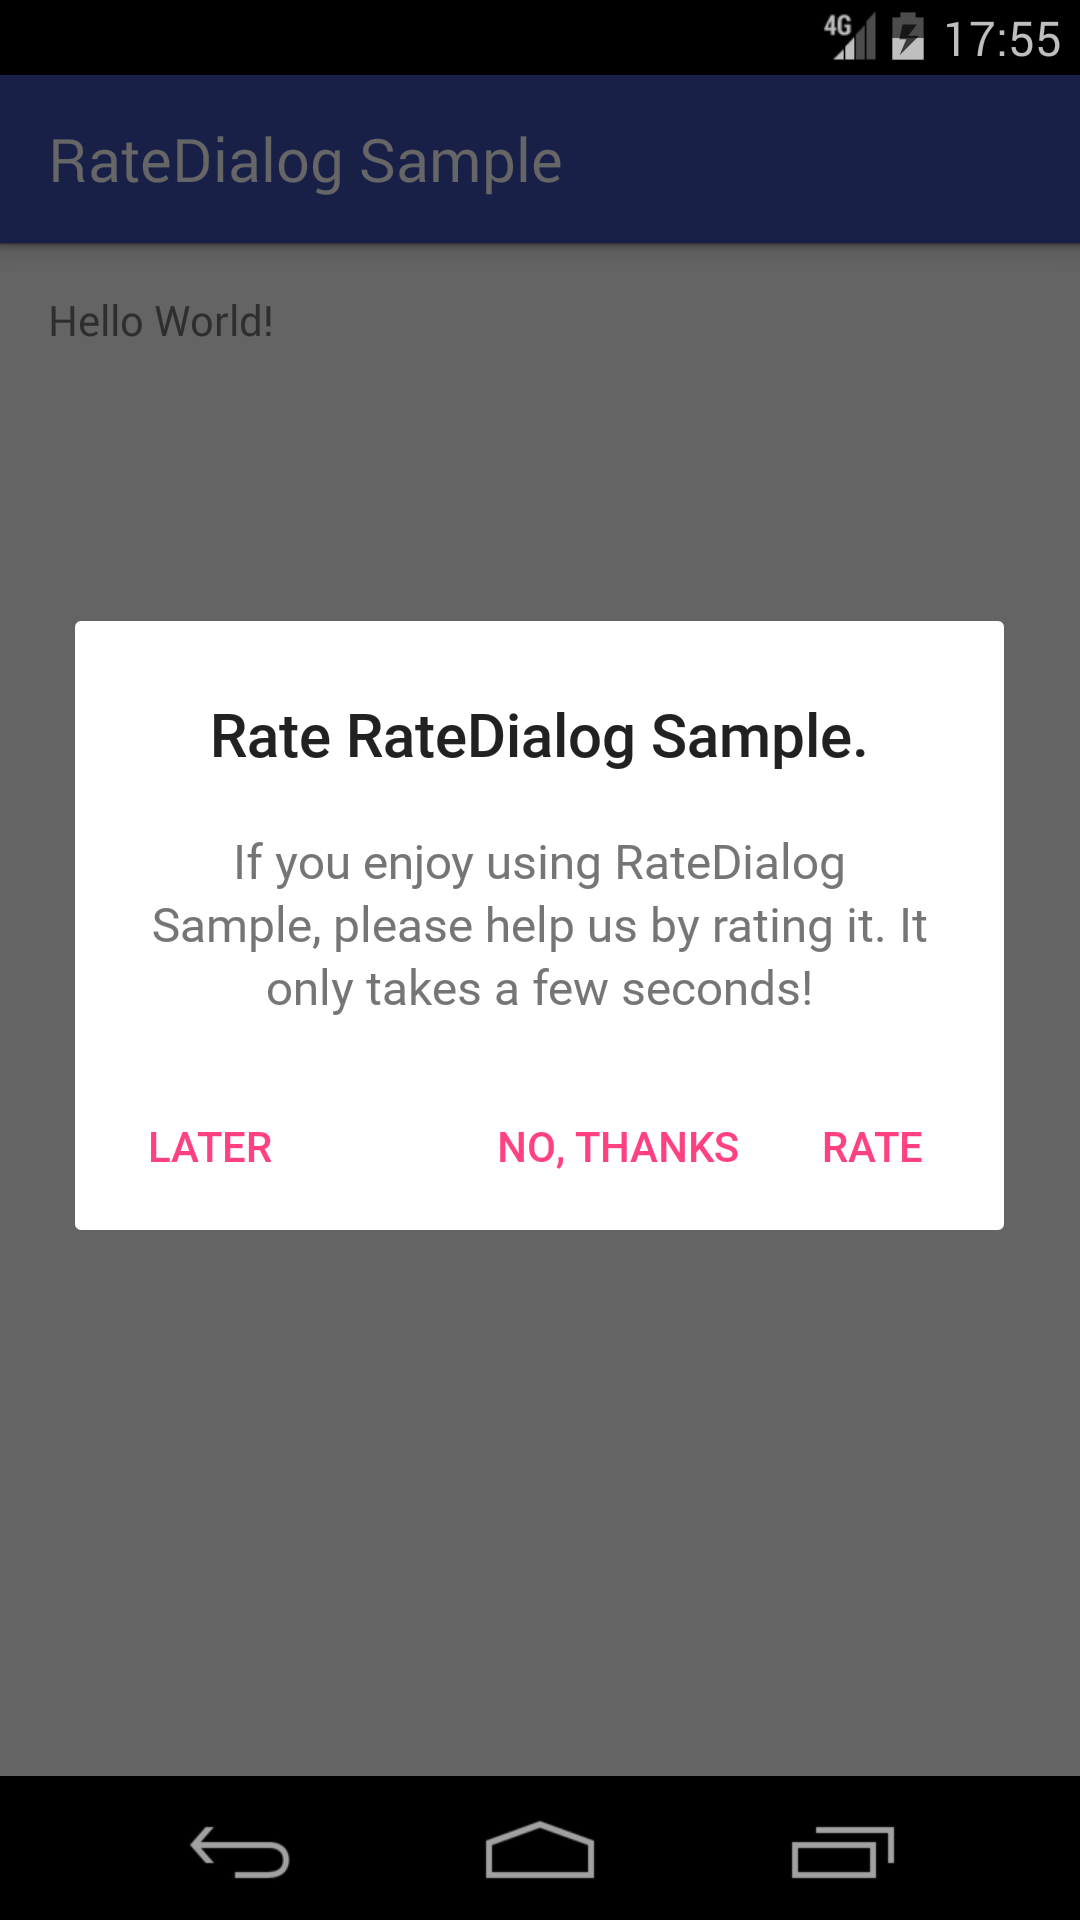 4G 17:55
RateDialog Sample
Hello World!
Rate RateDialog Sample.
If you enjoy using RateDialog
Sample, please help us by rating it. It
only takes a few seconds!
LATER NO, THANKS RATE